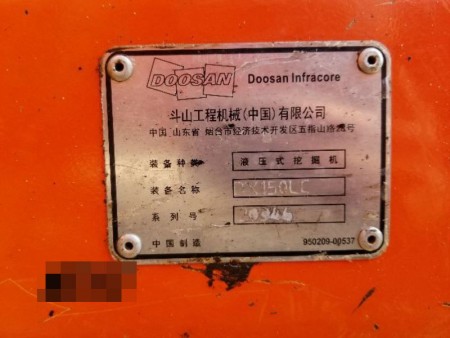 DOOSAN Doosan Infracore
斗山工程机械(中国)有限公司
中国 山东省 烟台市经济技术开发区五指山路
装备种类 液压式挖掘机
装备名称 150LC
系列号
中国制造 950209-00537